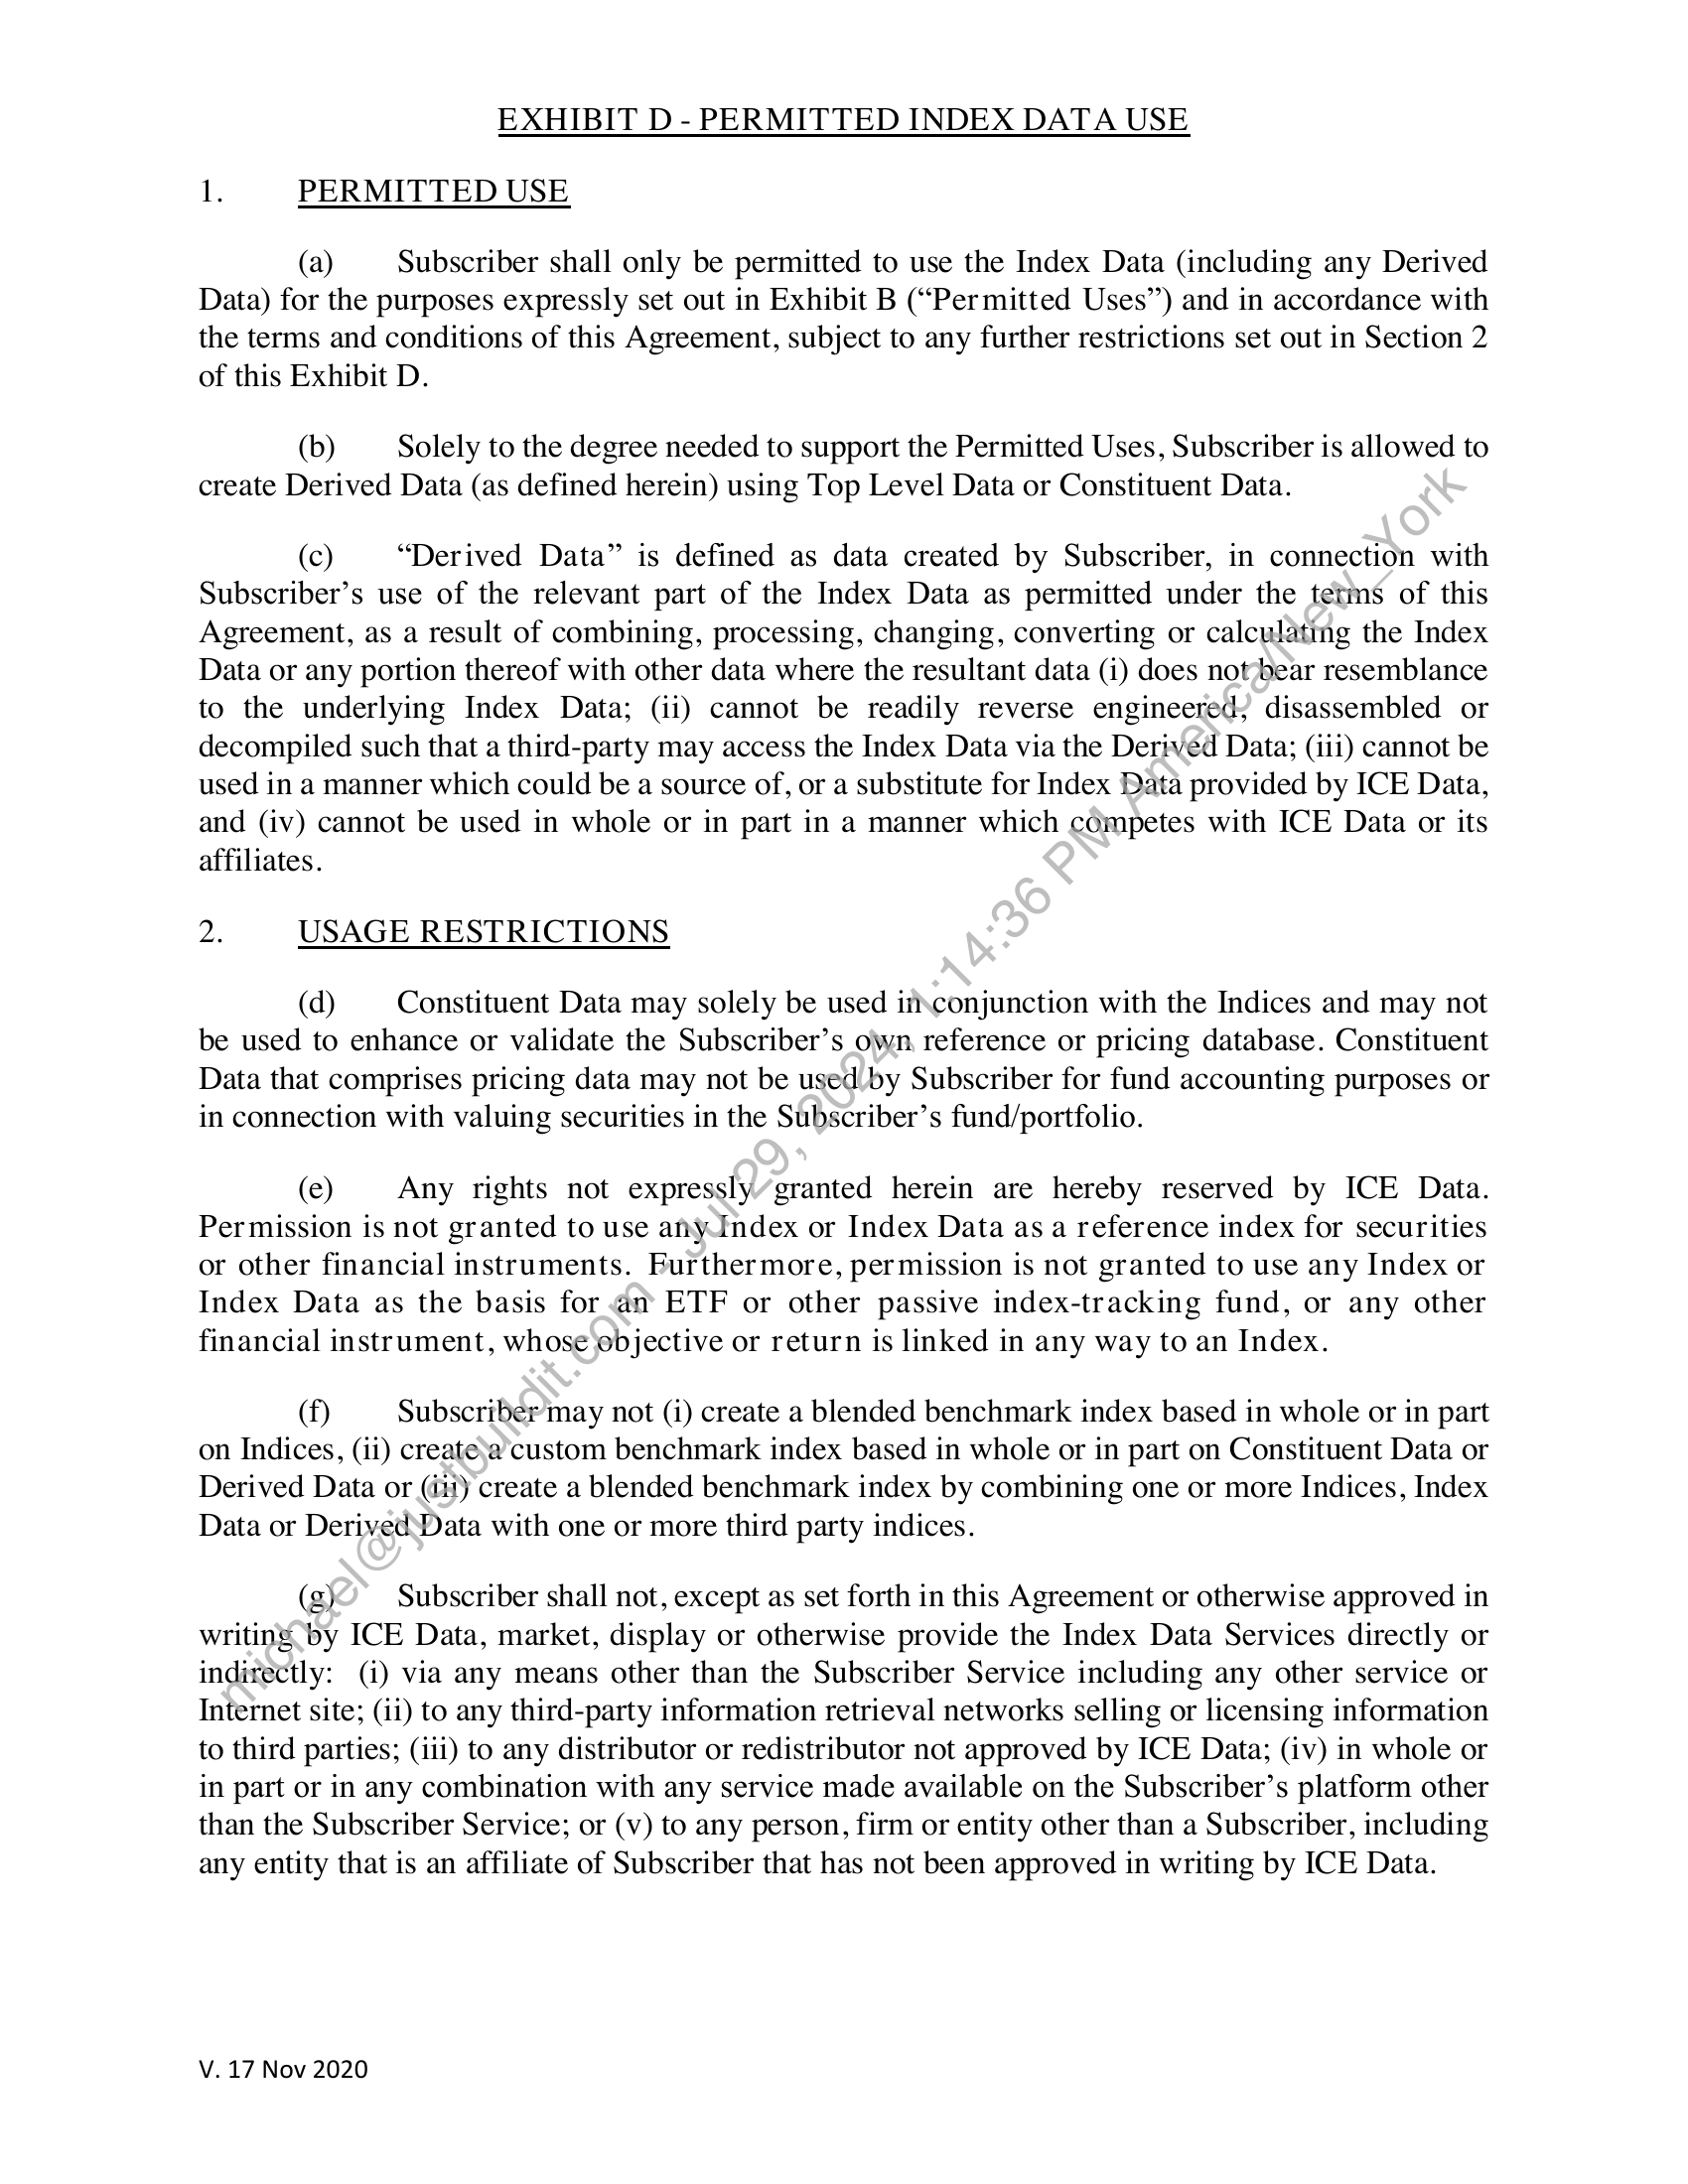 EXHIBIT D - PERMITTED INDEX DATA USE
1. PERMITTED USE
(a) Subscriber shall only be permitted to use the Index Data (including any Derived
Data) for the purposes expressly set out in Exhibit B (“Permitted Uses”) and in accordance with
the terms and conditions of this Agreement, subject to any further restrictions set out in Section 2
of this Exhibit D.
(b) Solely to the degree needed to support the Permitted Uses, Subscriber is allowed to
create Derived Data (as defined herein) using Top Level Data or Constituent Data.
(c) “Derived Data” is defined as data created by Subscriber, in connection with
Subscriber’s use of the relevant part of the Index Data as permitted under the terms of this
Agreement, as a result of combining, processing, changing, converting or calculating the Index
Data or any portion thereof with other data where the resultant data (i) does not bear resemblance
to the underlying Index Data; (ii) cannot be readily reverse engineered, disassembled or
decompiled such that a third-party may access the Index Data via the Derived Data; (iii) cannot be
used in a manner which could be a source of, or a substitute for Index Data provided by ICE Data,
and (iv) cannot be used in whole or in part in a manner which competes with ICE Data or its
affiliates.
2. USAGE RESTRICTIONS
(d) Constituent Data may solely be used in conjunction with the Indices and may not
be used to enhance or validate the Subscriber’s own reference or pricing database. Constituent
Data that comprises pricing data may not be used by Subscriber for fund accounting purposes or
in connection with valuing securities in the Subscriber’s fund/portfolio.
(e) Any rights not expressly granted herein are hereby reserved by ICE Data.
Permission is not granted to use any Index or Index Data as a reference index for securities
or other financial instruments. Furthermore, permission is not granted to use any Index or
Index Data as the basis for an ETF or other passive index-tracking fund, or any other
financial instrument, whose objective or return is linked in any way to an Index.
(f) Subscriber may not (i) create a blended benchmark index based in whole or in part
on Indices, (ii) create a custom benchmark index based in whole or in part on Constituent Data or
Derived Data or (iii) create a blended benchmark index by combining one or more Indices, Index
Data or Derived Data with one or more third party indices.
(g) Subscriber shall not, except as set forth in this Agreement or otherwise approved in
writing by ICE Data, market, display or otherwise provide the Index Data Services directly or
indirectly: (i) via any means other than the Subscriber Service including any other service or
Internet site; (ii) to any third-party information retrieval networks selling or licensing information
to third parties; (iii) to any distributor or redistributor not approved by ICE Data; (iv) in whole or
in part or in any combination with any service made available on the Subscriber’s platform other
than the Subscriber Service; or (v) to any person, firm or entity other than a Subscriber, including
any entity that is an affiliate of Subscriber that has not been approved in writing by ICE Data.
V. 17 Nov 2020
michael@justbuildit.com - Jul 29, 2024, 1:14:36 PM America/New_York